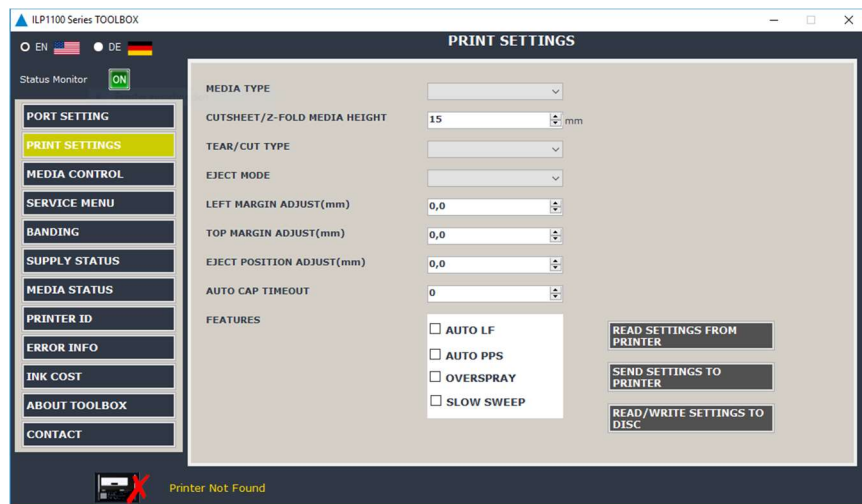 ILP1100 Series TOOLBOX
EN DE
PRINT SETTINGS
Status Monitor ON
PORT SETTING
PRINT SETTINGS
MEDIA CONTROL
SERVICE MENU
BANDING
SUPPLY STATUS
MEDIA STATUS
PRINTER ID
ERROR INFO
INK COST
ABOUT TOOLBOX
CONTACT
MEDIA TYPE
CUTSHEET/Z-FOLD MEDIA HEIGHT 15 mm
TEAR/CUT TYPE
EJECT MODE
LEFT MARGIN ADJUST(mm) 0,0
TOP MARGIN ADJUST(mm) 0,0
EJECT POSITION ADJUST(mm) 0,0
AUTO CAP TIMEOUT 0
FEATURES
AUTO LF
AUTO PPS
OVERSPRAY
SLOW SWEEP
READ SETTINGS FROM
PRINTER
SEND SETTINGS TO
PRINTER
READ/WRITE SETTINGS TO
DISC
Printer Not Found